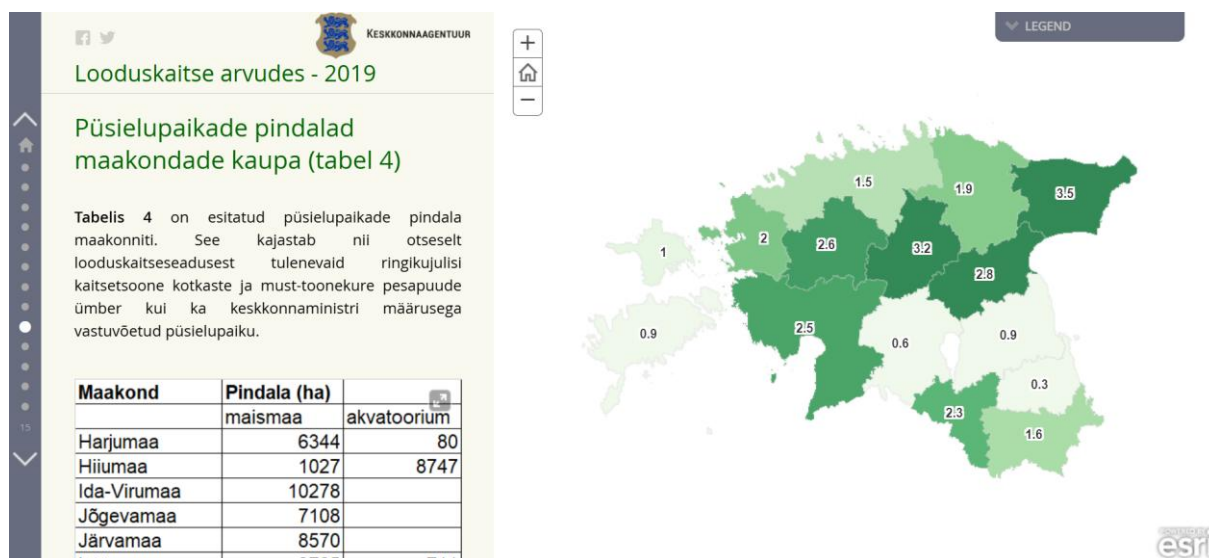 KESKKONNAAGENTUUR
Looduskaitse arvudes - 2019
Püsielupaikade pindalad
maakondade kaupa (tabel 4)
Tabelis 4 on esitatud püsielupaikade pindala
maakonniti. See kajastab nii otseselt
looduskaitseseadusest tulenevaid ringikujulisi
kaitsetsoone kotkaste ja must-toonekure pesapuude
ümber kui ka keskkonnaministri määrusega
vastuvõetud püsielupaiku.
Maakond Pindala (ha)
maismaa akvatoorium
Harjumaa 6344 80
Hiiumaa 1027 8747
Ida-Virumaa 10278
Jõgevamaa 7108
Järvamaa 8570
15
+
−
LEGEND
1.5
1.9
3.5
1
2
2.6
3.2
2.8
0.9
2.5
0.6
0.9
0.3
2.3
1.6
esri